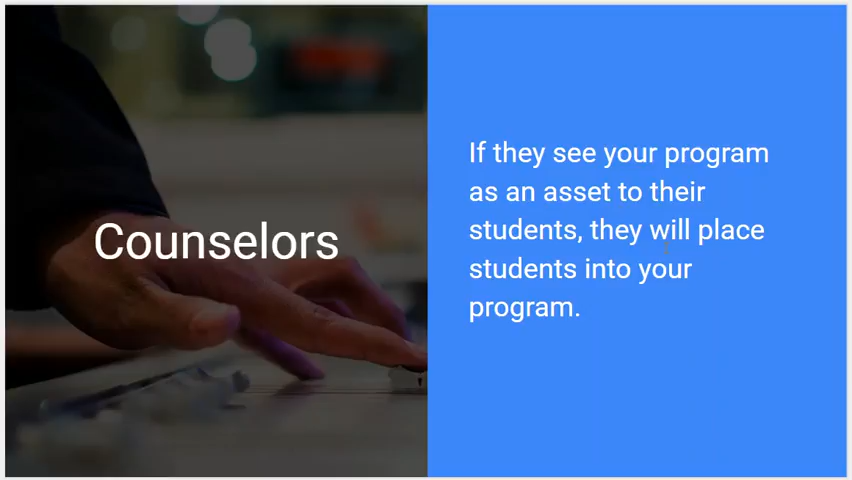 Counselors
If they see your program
as an asset to their
students, they will place
students into your
program.